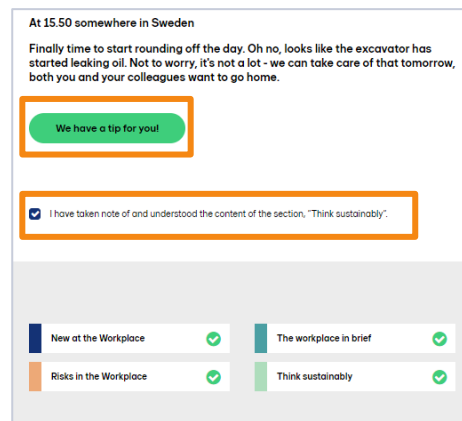 At 15.50 somewhere in Sweden
Finally time to start rounding off the day. Oh no, looks like the excavator has
started leaking oil. Not to worry, it's not a lot - we can take care of that tomorrow,
both you and your colleagues want to go home.
We have a tip for you!
I have taken note of and understood the content of the section, "Think sustainably".
New at the Workplace
The workplace in brief
Risks in the Workplace
Think sustainably